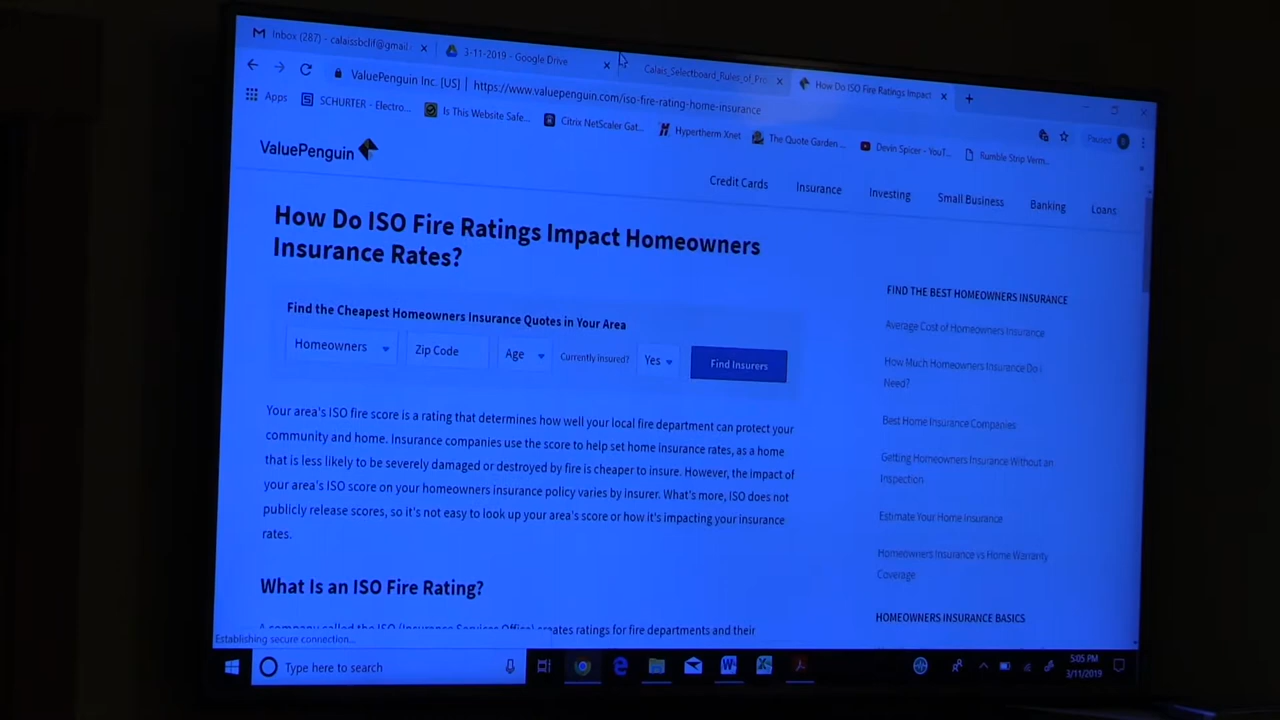 Inbox (287) - calaissbclif@gmail
3-11-2019 - Google Drive
Calais_Selectboard_Rules_of_Pro
How Do ISO Fire Ratings Impact
ValuePenguin Inc. [US] | https://www.valuepenguin.com/iso-fire-rating-home-insurance
Paused
Apps
SCHURTER - Electro...
Is This Website Safe...
Citrix NetScaler Gat...
Hypertherm Xnet
The Quote Garden...
Devin Spicer - YouT...
Rumble Strip Verm...
ValuePenguin
Credit Cards
Insurance
Investing
Small Business
Banking
Loans
How Do ISO Fire Ratings Impact Homeowners
Insurance Rates?
Find the Cheapest Homeowners Insurance Quotes in Your Area
Homeowners
Zip Code
Age
Currently insured?
Yes
Find Insurers
Your area's ISO fire score is a rating that determines how well your local fire department can protect your
community and home. Insurance companies use the score to help set home insurance rates, as a home
that is less likely to be severely damaged or destroyed by fire is cheaper to insure. However, the impact of
your area's ISO score on your homeowners insurance policy varies by insurer. What's more, ISO does not
publicly release scores, so it's not easy to look up your area's score or how it's impacting your insurance
rates.
What Is an ISO Fire Rating?
A company called the ISO (Insurance Services Office) creates ratings for fire departments and their
FIND THE BEST HOMEOWNERS INSURANCE
Average Cost of Homeowners Insurance
How Much Homeowners Insurance Do I
Need?
Best Home Insurance Companies
Getting Homeowners Insurance Without an
Inspection
Estimate Your Home Insurance
Homeowners Insurance vs Home Warranty
Coverage
HOMEOWNERS INSURANCE BASICS
Establishing secure connection...
Type here to search
5:05 PM
3/11/2019